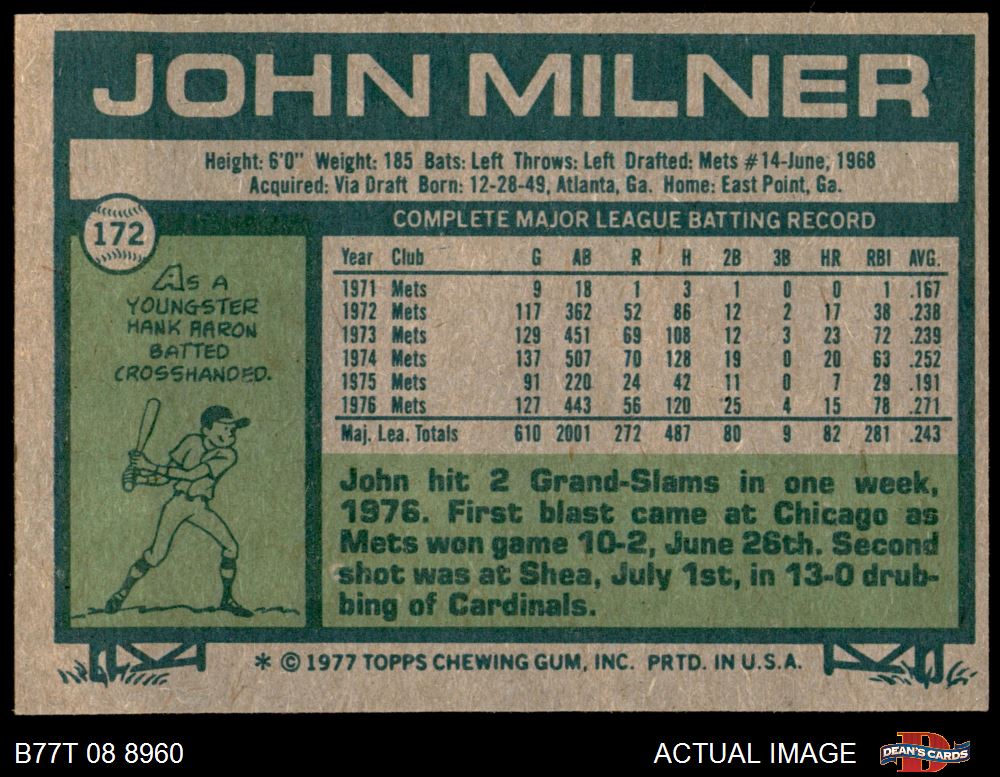 JOHN MILNER
Height: 6'0" Weight: 185 Bats: Left Throws: Left Drafted: Mets #14-June, 1968
Acquired: Via Draft Born: 12-28-49, Atlanta, Ga. Home: East Point, Ga.
172
AS A
YOUNGSTER
HANK AARON
BATTED
CROSSHANDED.
COMPLETE MAJOR LEAGUE BATTING RECORD
Year Club G AB R H 2B 3B HR RBI AVG.
1971 Mets 9 18 1 3 1 0 0 1 .167
1972 Mets 117 362 52 86 12 2 17 38 .238
1973 Mets 129 451 69 108 12 3 23 72 .239
1974 Mets 137 507 70 128 19 0 20 63 .252
1975 Mets 91 220 24 42 11 0 7 29 .191
1976 Mets 127 443 56 120 25 4 15 78 .271
Maj. Lea. Totals 610 2001 272 487 80 9 82 281 .243
John hit 2 Grand-Slams in one week,
1976. First blast came at Chicago as
Mets won game 10-2, June 26th. Second
shot was at Shea, July 1st, in 13-0 drub-
bing of Cardinals.
* © 1977 TOPPS CHEWING GUM, INC. PRTD. IN U.S.A.
B77T 08 8960
ACTUAL IMAGE
D
DEAN'S CARDS